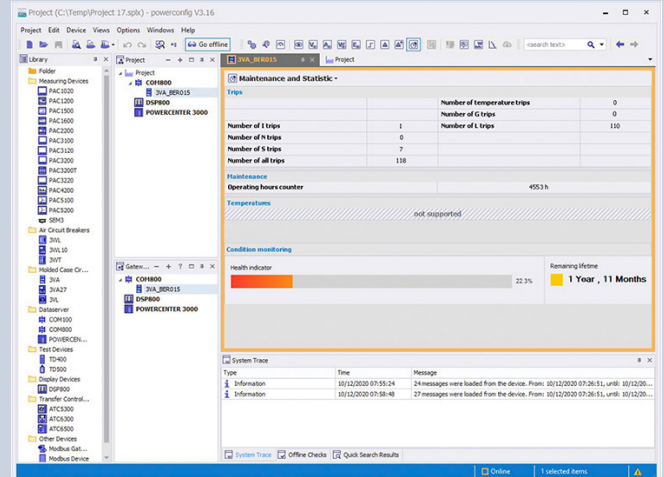 Project (C:\Temp\Project 17.splx) - powerconfig V3.16
Project Edit Device Views Options Windows Help
Go offline
<search text>
Library
Project
3VA_BER015
Project
Folder
Measuring Devices
PAC1020
PAC1200
PAC1500
PAC1600
PAC2200
PAC3100
PAC3120
PAC3200
PAC3200T
PAC3220
PAC4200
PAC5100
PAC5200
SEM3
Air Circuit Breakers
3WL
3WL10
3WT
Molded Case Cir...
3VA
3VA27
3VL
Dataserver
COM100
COM800
POWERCEN...
Test Devices
TD400
TD500
Display Devices
DSP800
Transfer Control...
ATC5300
ATC6300
ATC6500
Other Devices
Modbus Gat...
Modbus Device
Project
COM800
3VA_BER015
DSP800
POWERCENTER 3000
Gatew...
COM800
3VA_BER015
DSP800
POWERCENTER 3000
Maintenance and Statistic
Trips
Number of temperature trips 0
Number of G trips 0
Number of I trips 1 Number of L trips 110
Number of N trips 0
Number of S trips 7
Number of all trips 118
Maintenance
Operating hours counter 4553 h
Temperatures
not supported
Condition monitoring
Health indicator
22.3%
Remaining lifetime
1 Year , 11 Months
System Trace
Type Time Message
Information 10/12/2020 07:55:24 24 messages were loaded from the device. From: 10/12/2020 07:26:51, until: 10/12/20...
Information 10/12/2020 07:58:48 27 messages were loaded from the device. From: 10/12/2020 07:26:51, until: 10/12/20...
System Trace Offline Checks Quick Search Results
Online 1 selected items